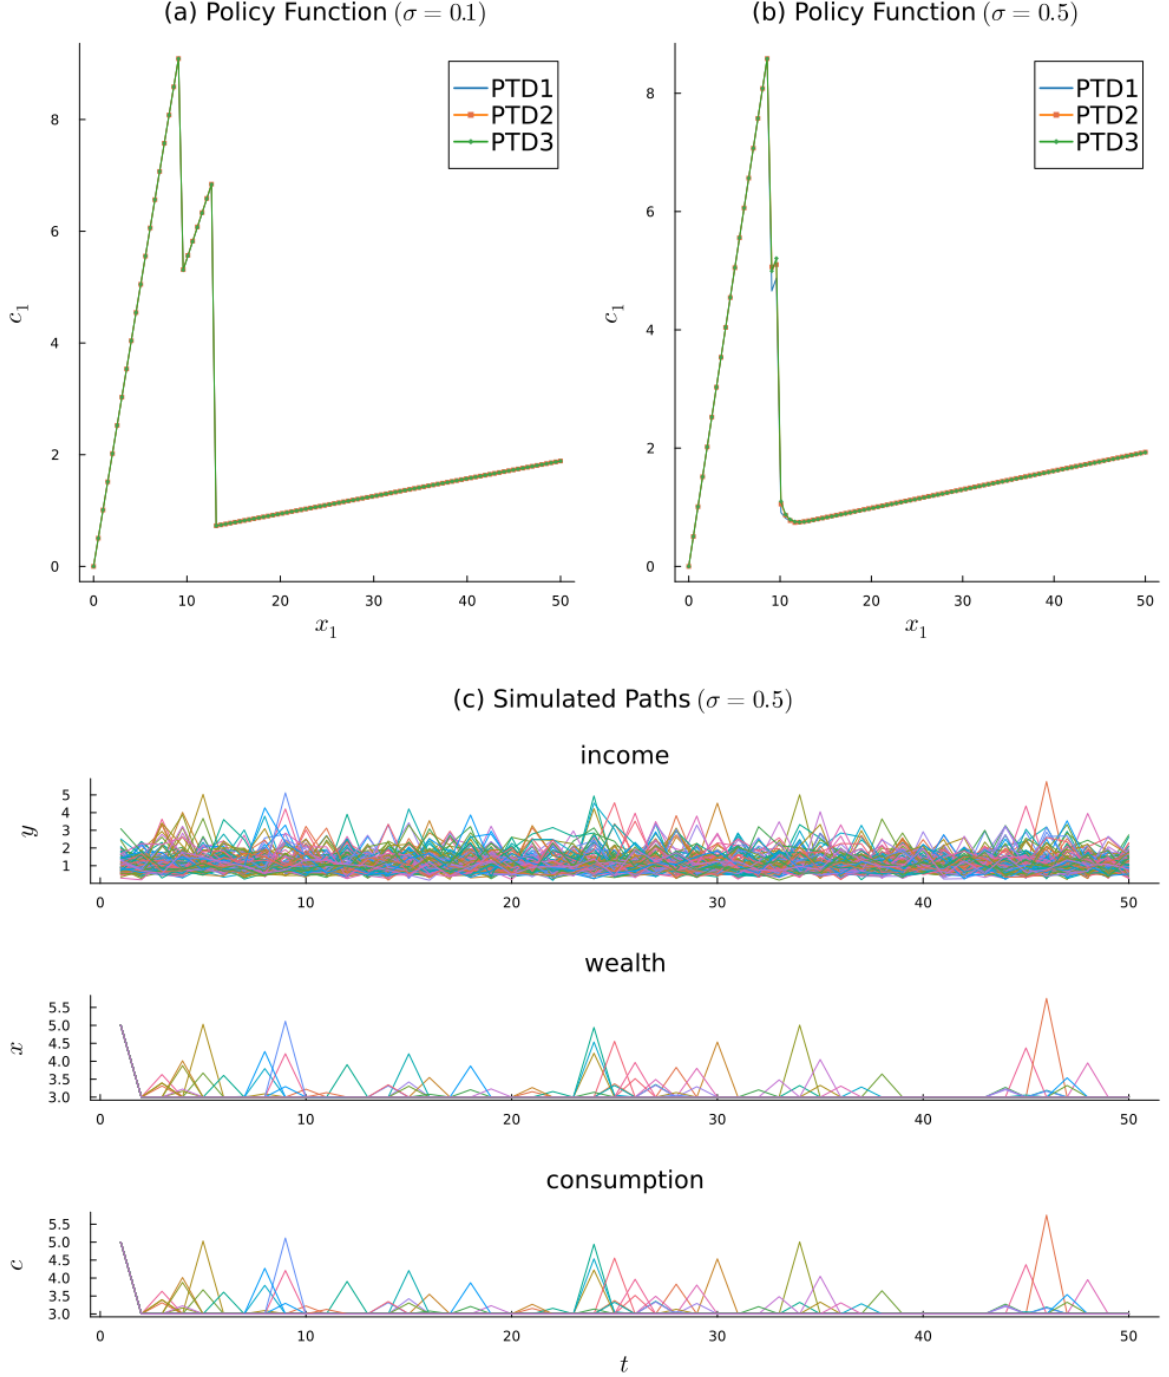 (a) Policy Function (σ = 0.1)
(b) Policy Function (σ = 0.5)
PTD1
PTD2
PTD3
PTD1
PTD2
PTD3
c₁
8
6
4
2
0
0 10 20 30 40 50
x₁
c₁
8
6
4
2
0
0 10 20 30 40 50
x₁
(c) Simulated Paths (σ = 0.5)
income
y
5
4
3
2
1
0 10 20 30 40 50
wealth
x
5.5
5.0
4.5
4.0
3.5
3.0
0 10 20 30 40 50
consumption
c
5.5
5.0
4.5
4.0
3.5
3.0
0 10 20 30 40 50
t